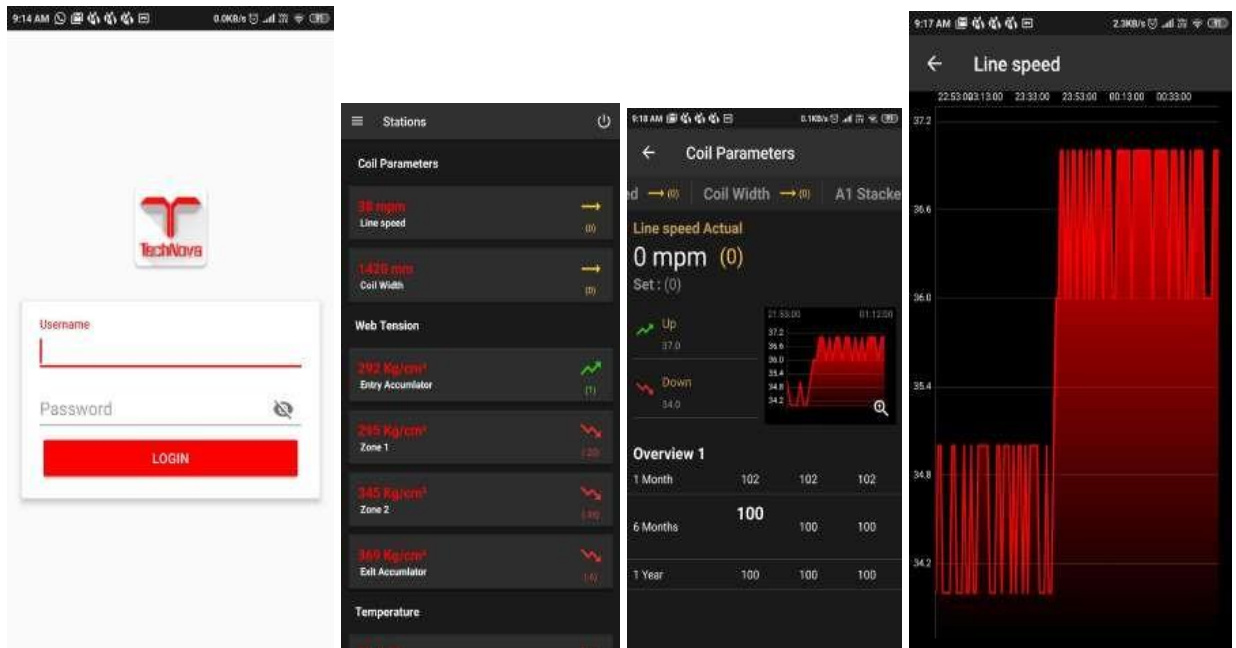 9:14 AM
0.0KB/s
TechNova
Username
Password
LOGIN
Stations
Coil Parameters
38 mpm
Line speed
(0)
1420 mm
Coil Width
(0)
Web Tension
292 Kg/cm²
Entry Accumlator
(1)
295 Kg/cm²
Zone 1
345 Kg/cm²
Zone 2
369 Kg/cm²
Exit Accumlator
Temperature
9:18 AM
0.1KB/s
Coil Parameters
ed (0) Coil Width (0) A1 Stacke
Line speed Actual
0 mpm (0)
Set : (0)
Up
37.0
Down
34.0
21:53:00 01:12:00
37.2
36.6
36.0
35.4
34.8
34.2
Overview 1
1 Month 102 102 102
6 Months 100 100 100
1 Year 100 100 100
9:17 AM
2.3KB/s
Line speed
22:53:00 23:13:00 23:33:00 23:53:00 00:13:00 00:33:00
37.2
36.6
36.0
35.4
34.8
34.2